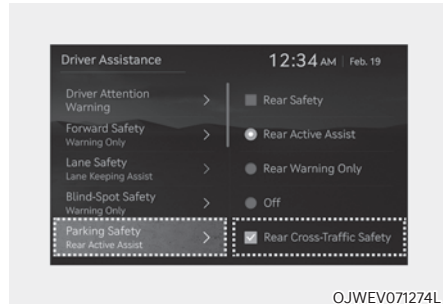 Driver Assistance
12:34 AM | Feb. 19
Driver Attention
Warning
Forward Safety
Warning Only
Lane Safety
Lane Keeping Assist
Blind-Spot Safety
Warning Only
Parking Safety
Rear Active Assist
Rear Safety
Rear Active Assist
Rear Warning Only
Off
Rear Cross-Traffic Safety
OJWEV071274L